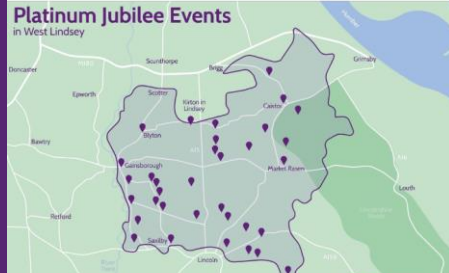 Platinum Jubilee Events
in West Lindsey
Grimsby
Doncaster
Scunthorpe
Brigg
Epworth
Scotter
Kirton in
Lindsey
Caistor
Bawtry
Blyton
Gainsborough
Market Rasen
Louth
Retford
Saxilby
Lincoln